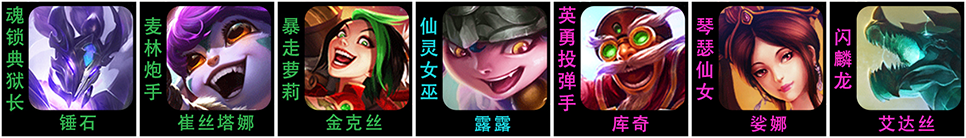 魂锁典狱长
锤石
麦林炮手
崔丝塔娜
暴走萝莉
金克丝
仙灵女巫
露露
英勇投弹手
库奇
琴瑟仙女
娑娜
闪鳞龙
艾达丝